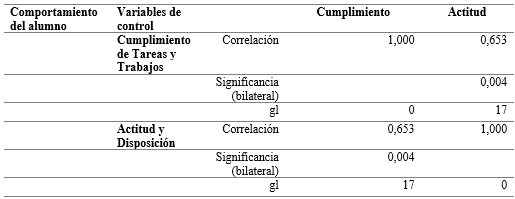 Comportamiento Variables de Cumplimiento Actitud
del alumno control
Cumplimiento Correlación 1,000 0,653
de Tareas y
Trabajos
Significancia 0,004
(bilateral)
gl 0 17
Actitud y Correlación 0,653 1,000
Disposición
Significancia 0,004
(bilateral)
gl 17 0